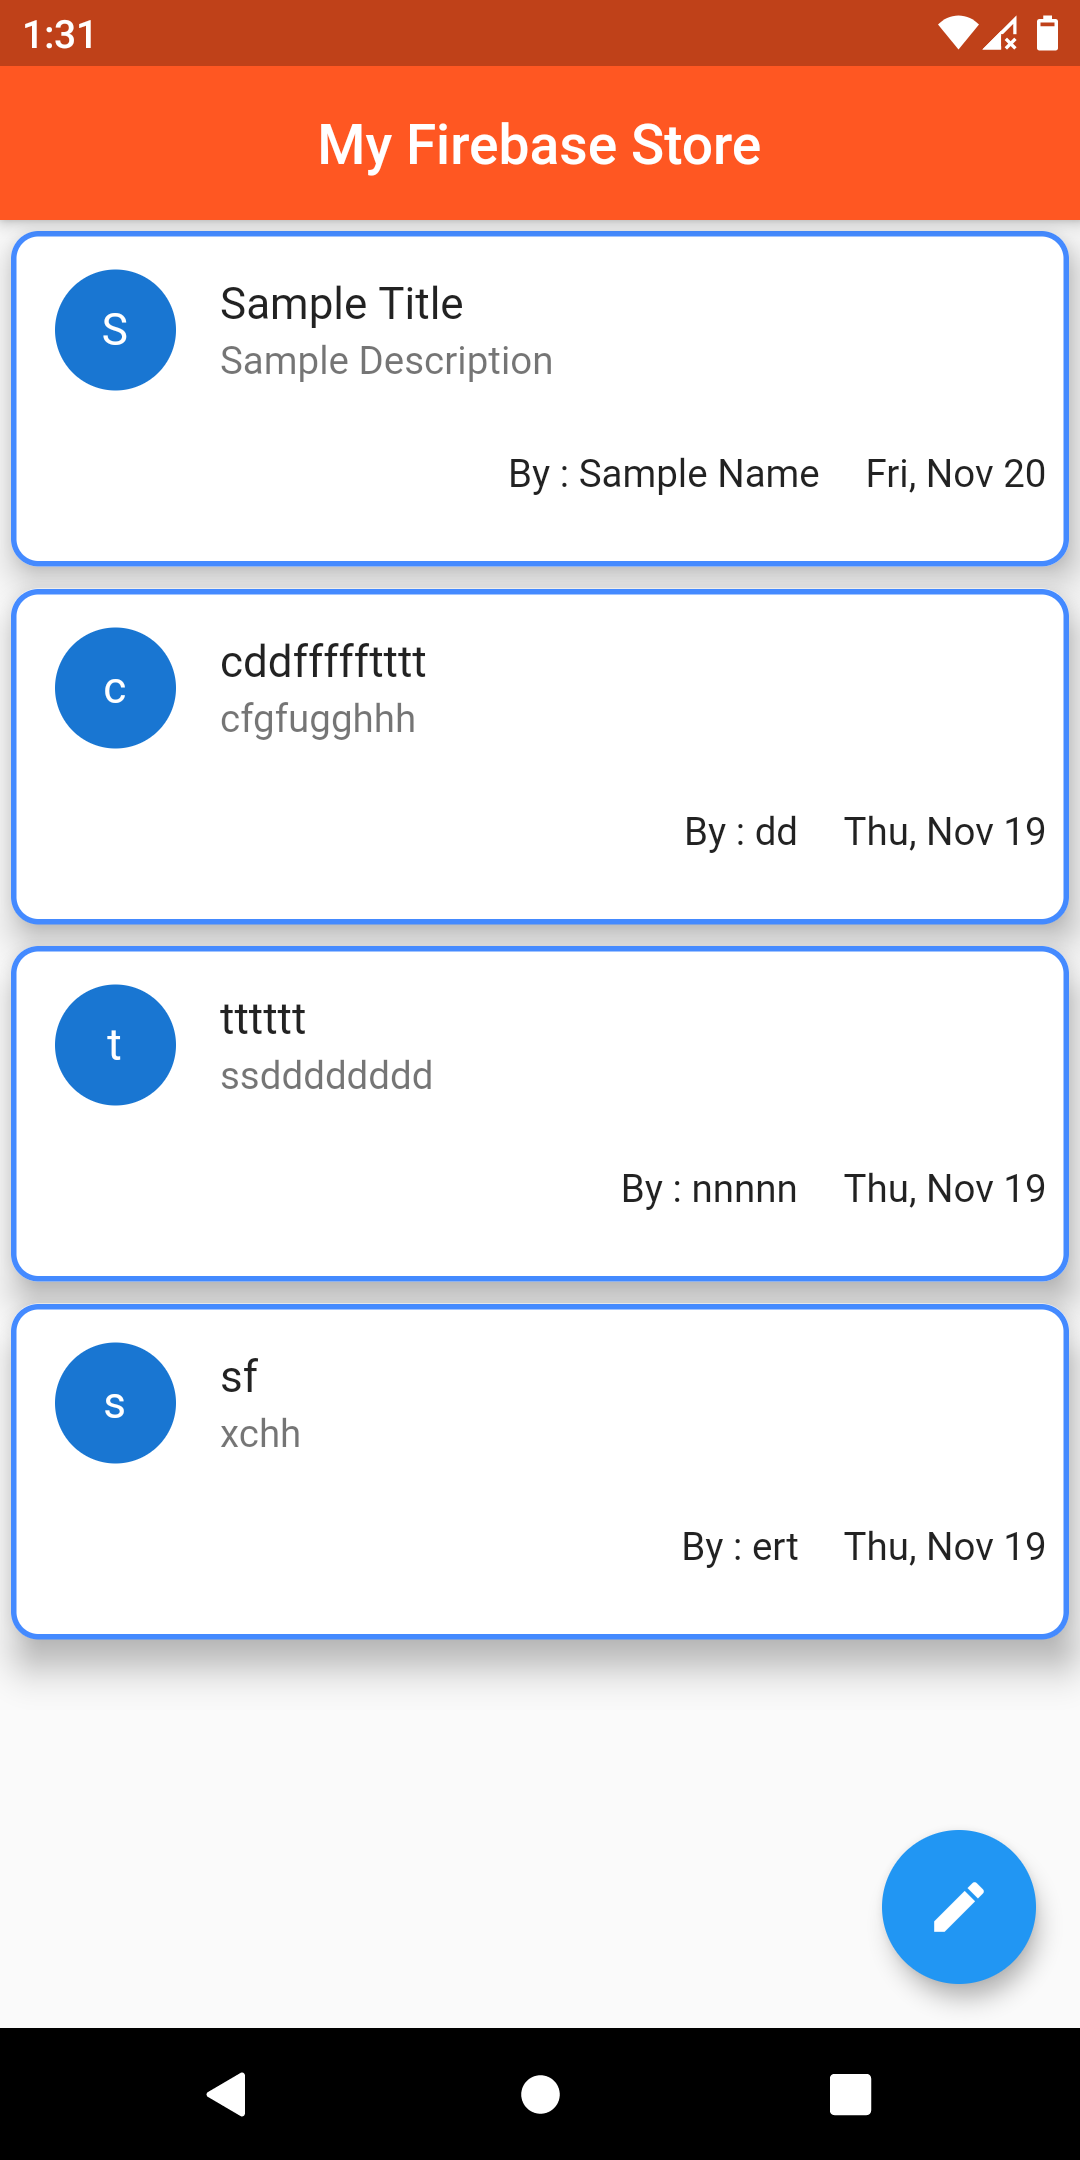 1:31
My Firebase Store
S
Sample Title
Sample Description
By : Sample Name Fri, Nov 20
c
cddffffftttt
cfgfugghhh
By : dd Thu, Nov 19
t
tttttt
ssdddddddd
By : nnnnn Thu, Nov 19
s
sf
xchh
By : ert Thu, Nov 19